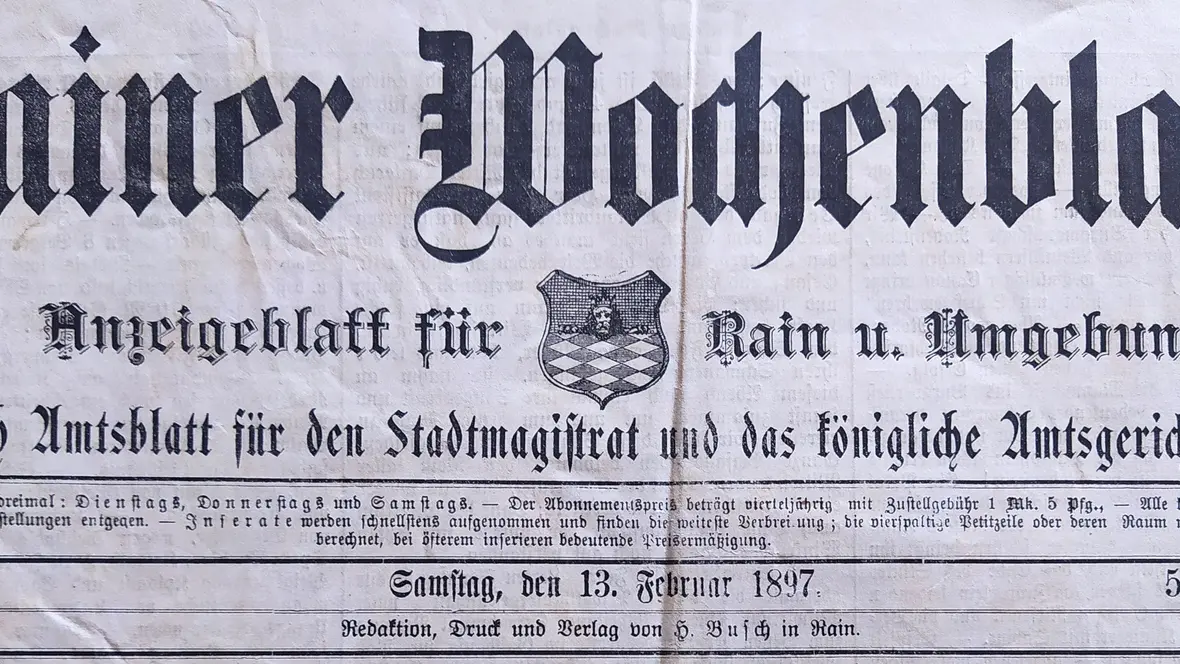 ainer Wochenbla
Anzeigeblatt für Rain u. Umgebun
Amtsblatt für den Stadtmagistrat und das königliche Amtsgeric
reimal: Dienstags, Donnerstags und Samstags. — Der Abonnementspreis beträgt vierteljährig mit Zustellgebühr 1 Mk. 5 Pfg., — Alle
stellungen entgegen. — Inserate werden schnellstens aufgenommen und finden die weiteste Verbreitung; die vierspaltige Petitzeile oder deren Raum
berechnet, bei öfterem inserieren bedeutende Preisermäßigung.
Samstag, den 13. Februar 1897. 5
Redaktion, Druck und Verlag von H. Busch in Rain.